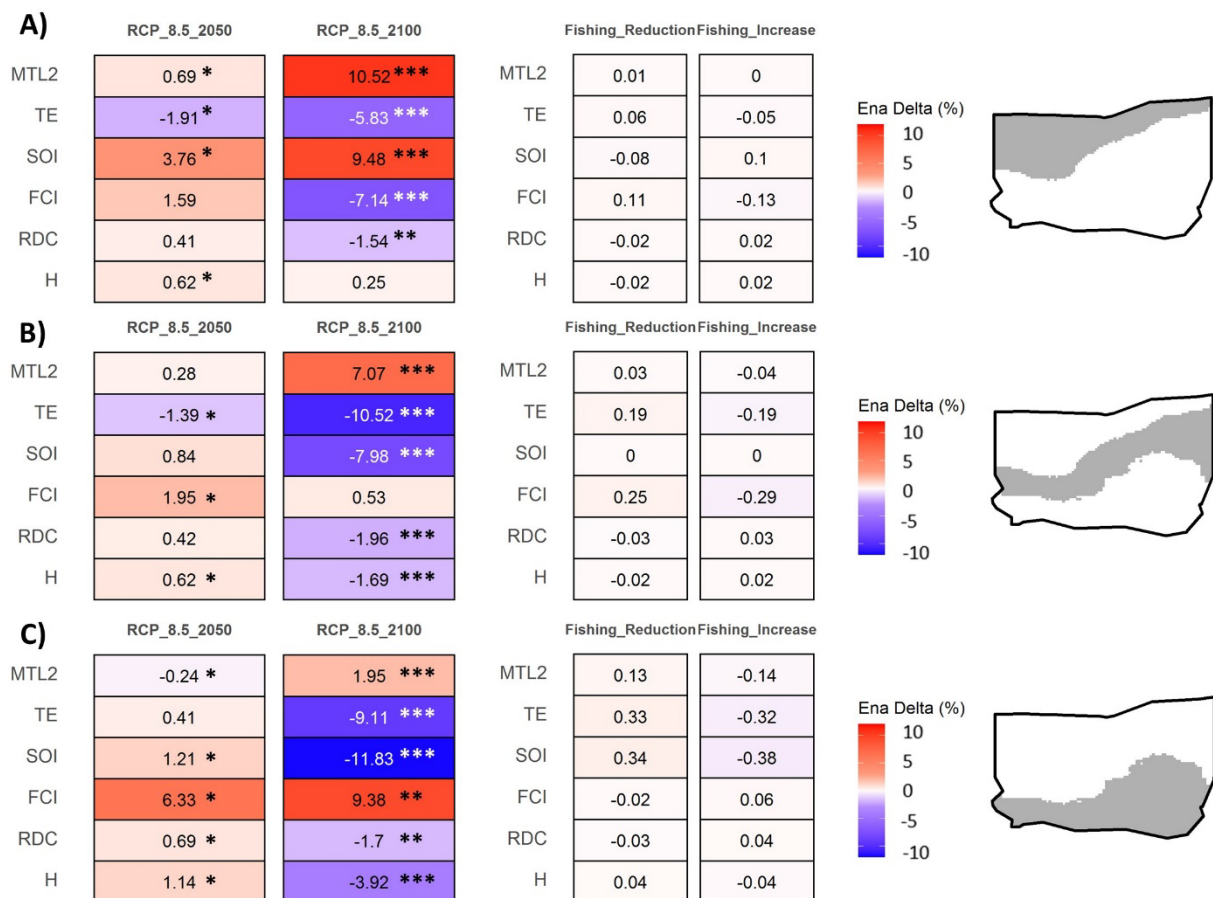 A)
RCP_8.5_2050 RCP_8.5_2100 Fishing_Reduction Fishing_Increase
MTL2 0.69 * 10.52 *** MTL2 0.01 0
TE -1.91 * -5.83 *** TE 0.06 -0.05
SOI 3.76 * 9.48 *** SOI -0.08 0.1
FCI 1.59 -7.14 *** FCI 0.11 -0.13
RDC 0.41 -1.54 ** RDC -0.02 0.02
H 0.62 * 0.25 H -0.02 0.02
Ena Delta (%)
10
5
0
-5
-10
B)
RCP_8.5_2050 RCP_8.5_2100 Fishing_Reduction Fishing_Increase
MTL2 0.28 7.07 *** MTL2 0.03 -0.04
TE -1.39 * -10.52 *** TE 0.19 -0.19
SOI 0.84 -7.98 *** SOI 0 0
FCI 1.95 * 0.53 FCI 0.25 -0.29
RDC 0.42 -1.96 *** RDC -0.03 0.03
H 0.62 * -1.69 *** H -0.02 0.02
Ena Delta (%)
10
5
0
-5
-10
C)
RCP_8.5_2050 RCP_8.5_2100 Fishing_Reduction Fishing_Increase
MTL2 -0.24 * 1.95 *** MTL2 0.13 -0.14
TE 0.41 -9.11 *** TE 0.33 -0.32
SOI 1.21 * -11.83 *** SOI 0.34 -0.38
FCI 6.33 * 9.38 ** FCI -0.02 0.06
RDC 0.69 * -1.7 ** RDC -0.03 0.04
H 1.14 * -3.92 *** H 0.04 -0.04
Ena Delta (%)
10
5
0
-5
-10